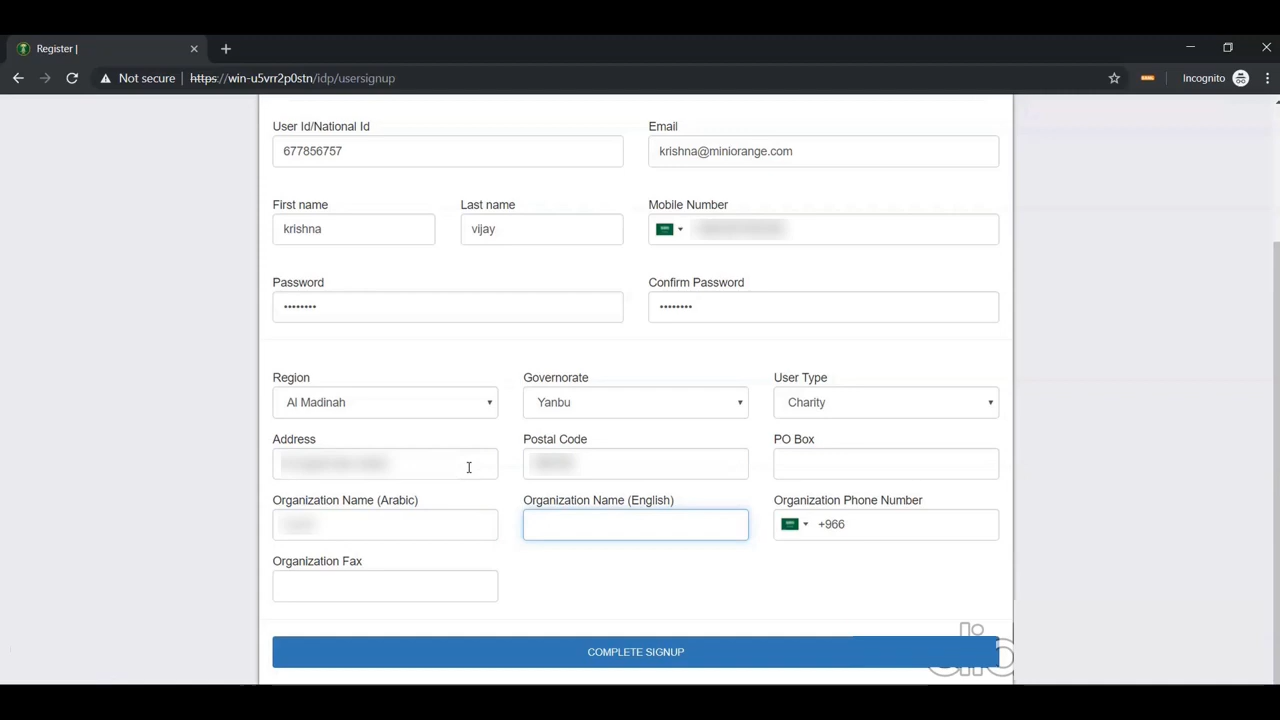 Register |
Not secure
https://win-u5vrr2p0stn/idp/usersignup
Incognito
User Id/National Id
Email
677856757
krishna@miniorange.com
First name
Last name
Mobile Number
krishna
vijay
Password
Confirm Password
••••••••
••••••••
Region
Governorate
User Type
Al Madinah
Yanbu
Charity
Address
Postal Code
PO Box
Organization Name (Arabic)
Organization Name (English)
Organization Phone Number
+966
Organization Fax
COMPLETE SIGNUP